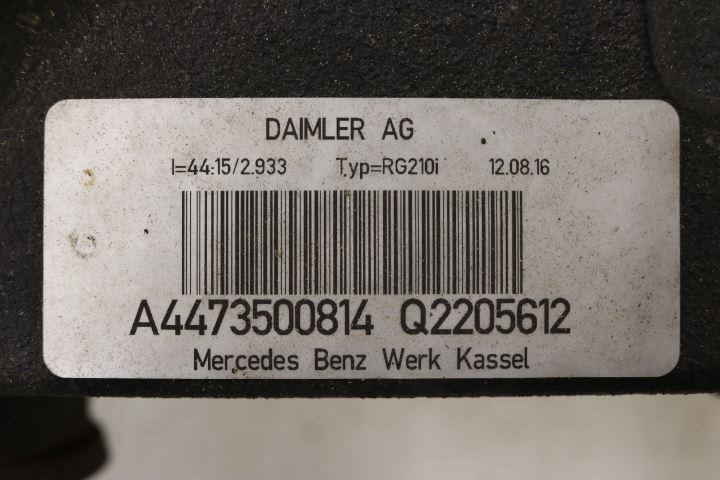 DAIMLER AG
I=44:15/2.933 Typ=RG210i 12.08.16
A4473500814 Q2205612
Mercedes Benz Werk Kassel